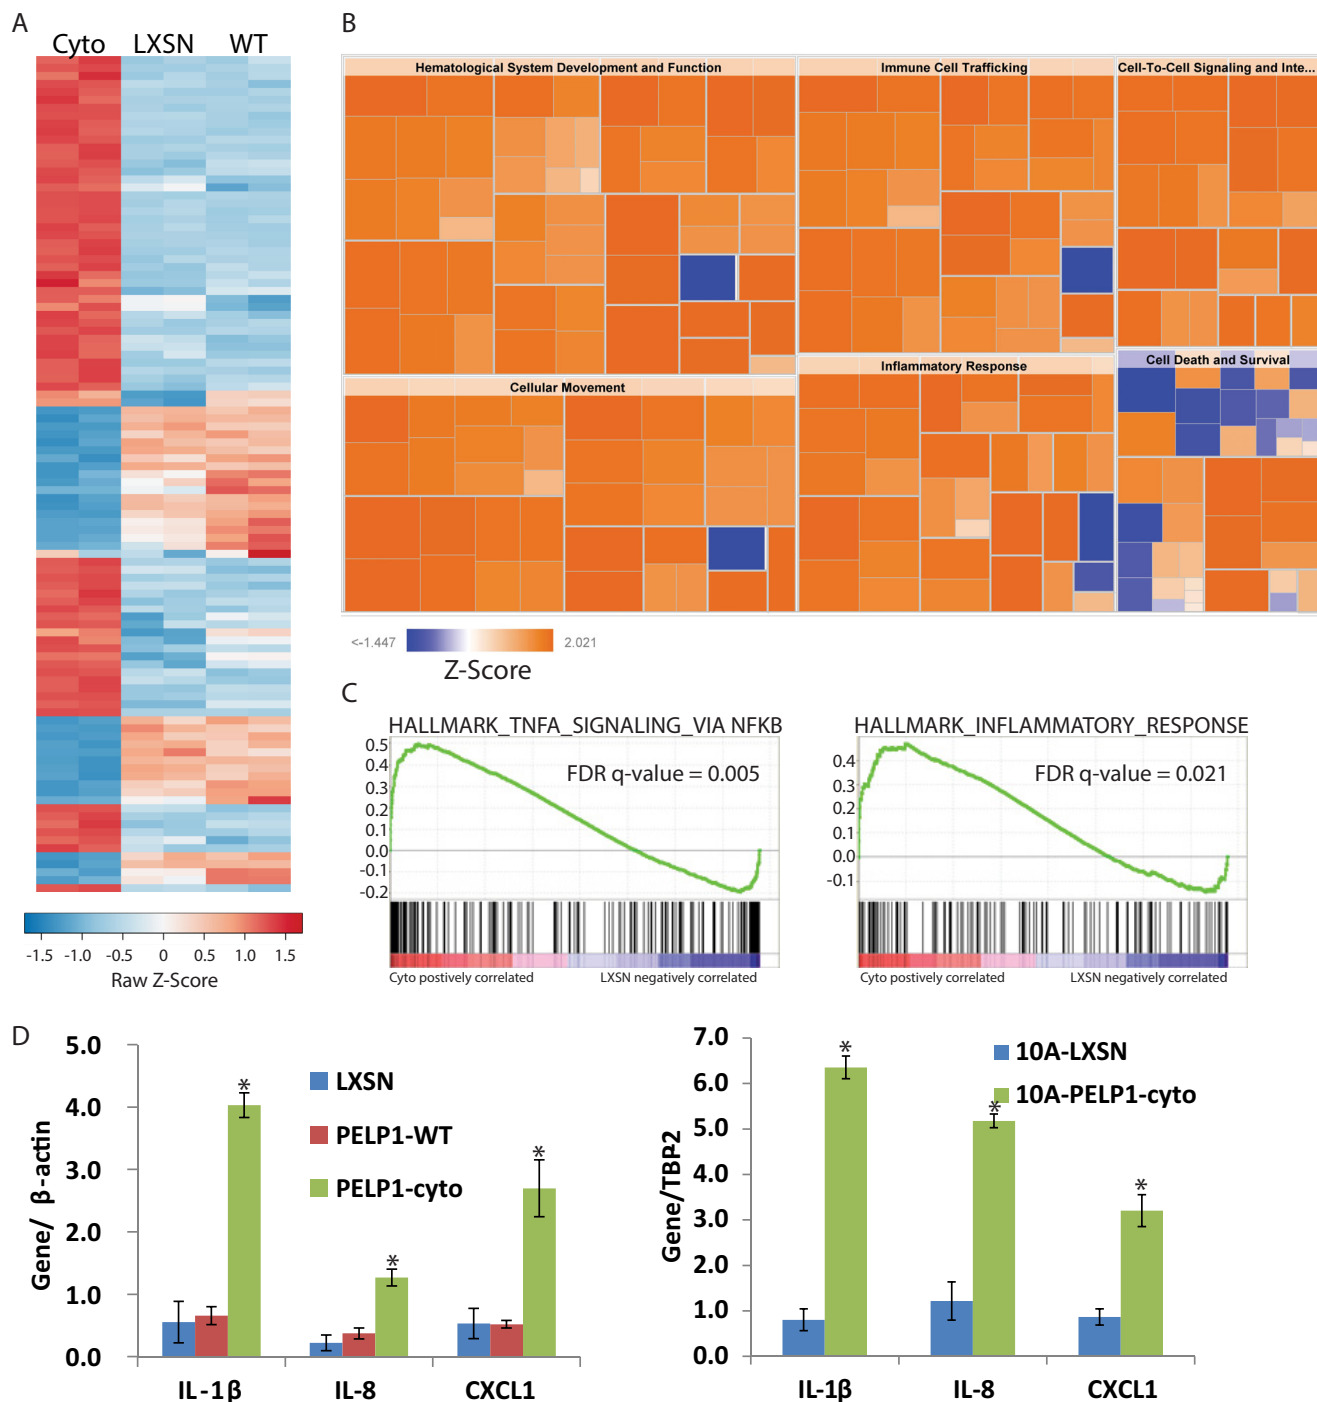 A
Cyto LXSN WT
-1.5 -1.0 -0.5 0 0.5 1.0 1.5
Raw Z-Score
B
Hematological System Development and Function
Immune Cell Trafficking
Cell-To-Cell Signaling and Inte...
Cellular Movement
Inflammatory Response
Cell Death and Survival
<-1.447 2.021
Z-Score
C
HALLMARK_TNFA_SIGNALING_VIA NFKB
FDR q-value = 0.005
0.5
0.4
0.3
0.2
0.1
0.0
-0.1
-0.2
Cyto postively correlated LXSN negatively correlated
HALLMARK_INFLAMMATORY_RESPONSE
FDR q-value = 0.021
0.4
0.3
0.2
0.1
0.0
-0.1
Cyto postively correlated LXSN negatively correlated
D
Gene/ β-actin
5.0
4.0
3.0
2.0
1.0
0.0
LXSN
PELP1-WT
PELP1-cyto
* * *
IL-1β IL-8 CXCL1
Gene/TBP2
7.0
6.0
5.0
4.0
3.0
2.0
1.0
0.0
10A-LXSN
10A-PELP1-cyto
* * *
IL-1β IL-8 CXCL1